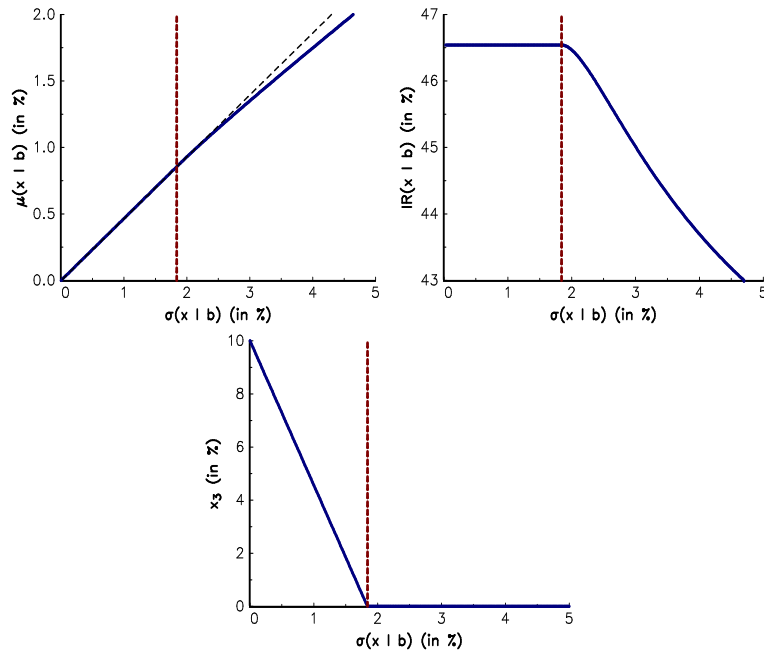 2.0
1.5
1.0
0.5
0.0
μ(x | b) (in %)
0 1 2 3 4 5
σ(x | b) (in %)
47
46
45
44
43
IR(x | b) (in %)
0 1 2 3 4 5
σ(x | b) (in %)
10
8
6
4
2
0
x₃ (in %)
0 1 2 3 4 5
σ(x | b) (in %)